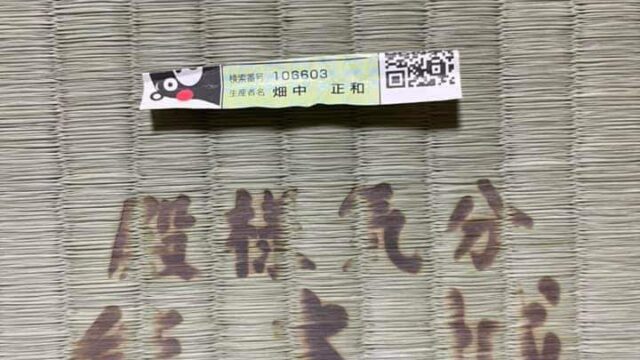 検索番号 106603
生産者名 畑中 正和
殿様気分